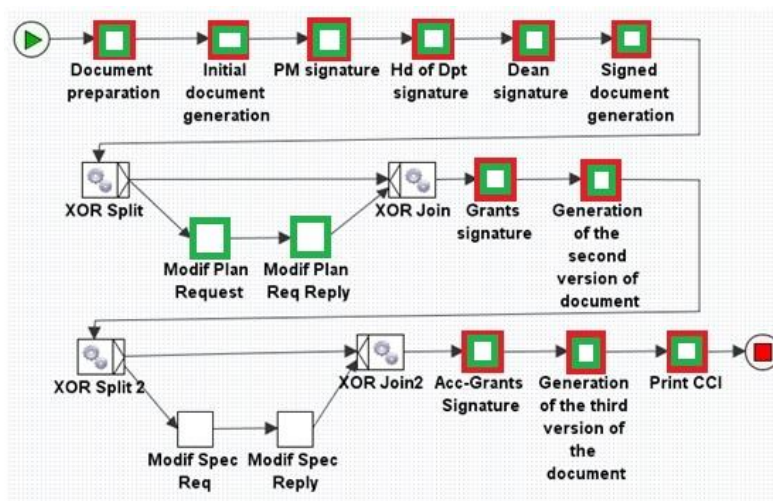 Document
preparation
Initial
document
generation
PM signature
Hd of Dpt
signature
Dean
signature
Signed
document
generation
XOR Split
XOR Join
Grants
signature
Generation
of the
second
version of
document
Modif Plan
Request
Modif Plan
Req Reply
XOR Split 2
XOR Join2
Acc-Grants
Signature
Generation
of the third
version of
the
document
Print CCI
Modif Spec
Req
Modif Spec
Reply